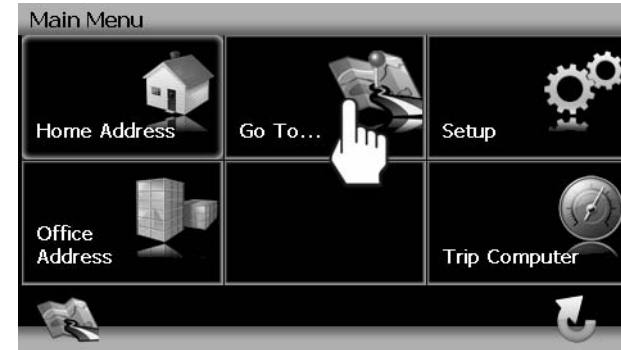 Main Menu
Home Address
Go To...
Setup
Office
Address
Trip Computer